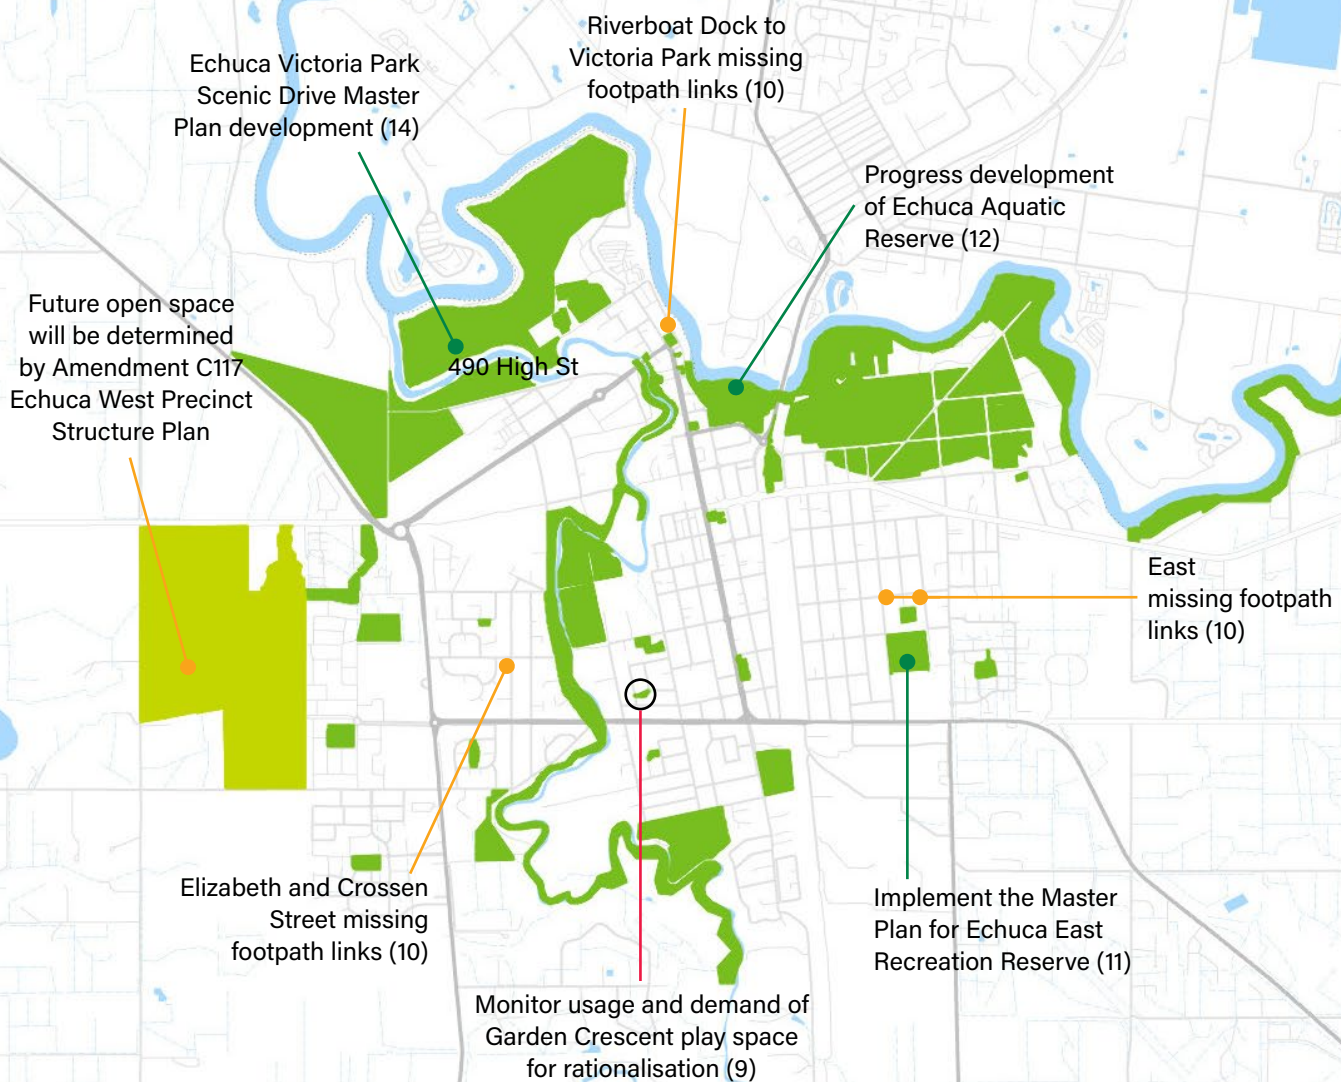 Riverboat Dock to
Victoria Park missing
footpath links (10)
Echuca Victoria Park
Scenic Drive Master
Plan development (14)
Progress development
of Echuca Aquatic
Reserve (12)
Future open space
will be determined
by Amendment C117
Echuca West Precinct
Structure Plan
490 High St
East
missing footpath
links (10)
Elizabeth and Crossen
Street missing
footpath links (10)
Implement the Master
Plan for Echuca East
Recreation Reserve (11)
Monitor usage and demand of
Garden Crescent play space
for rationalisation (9)